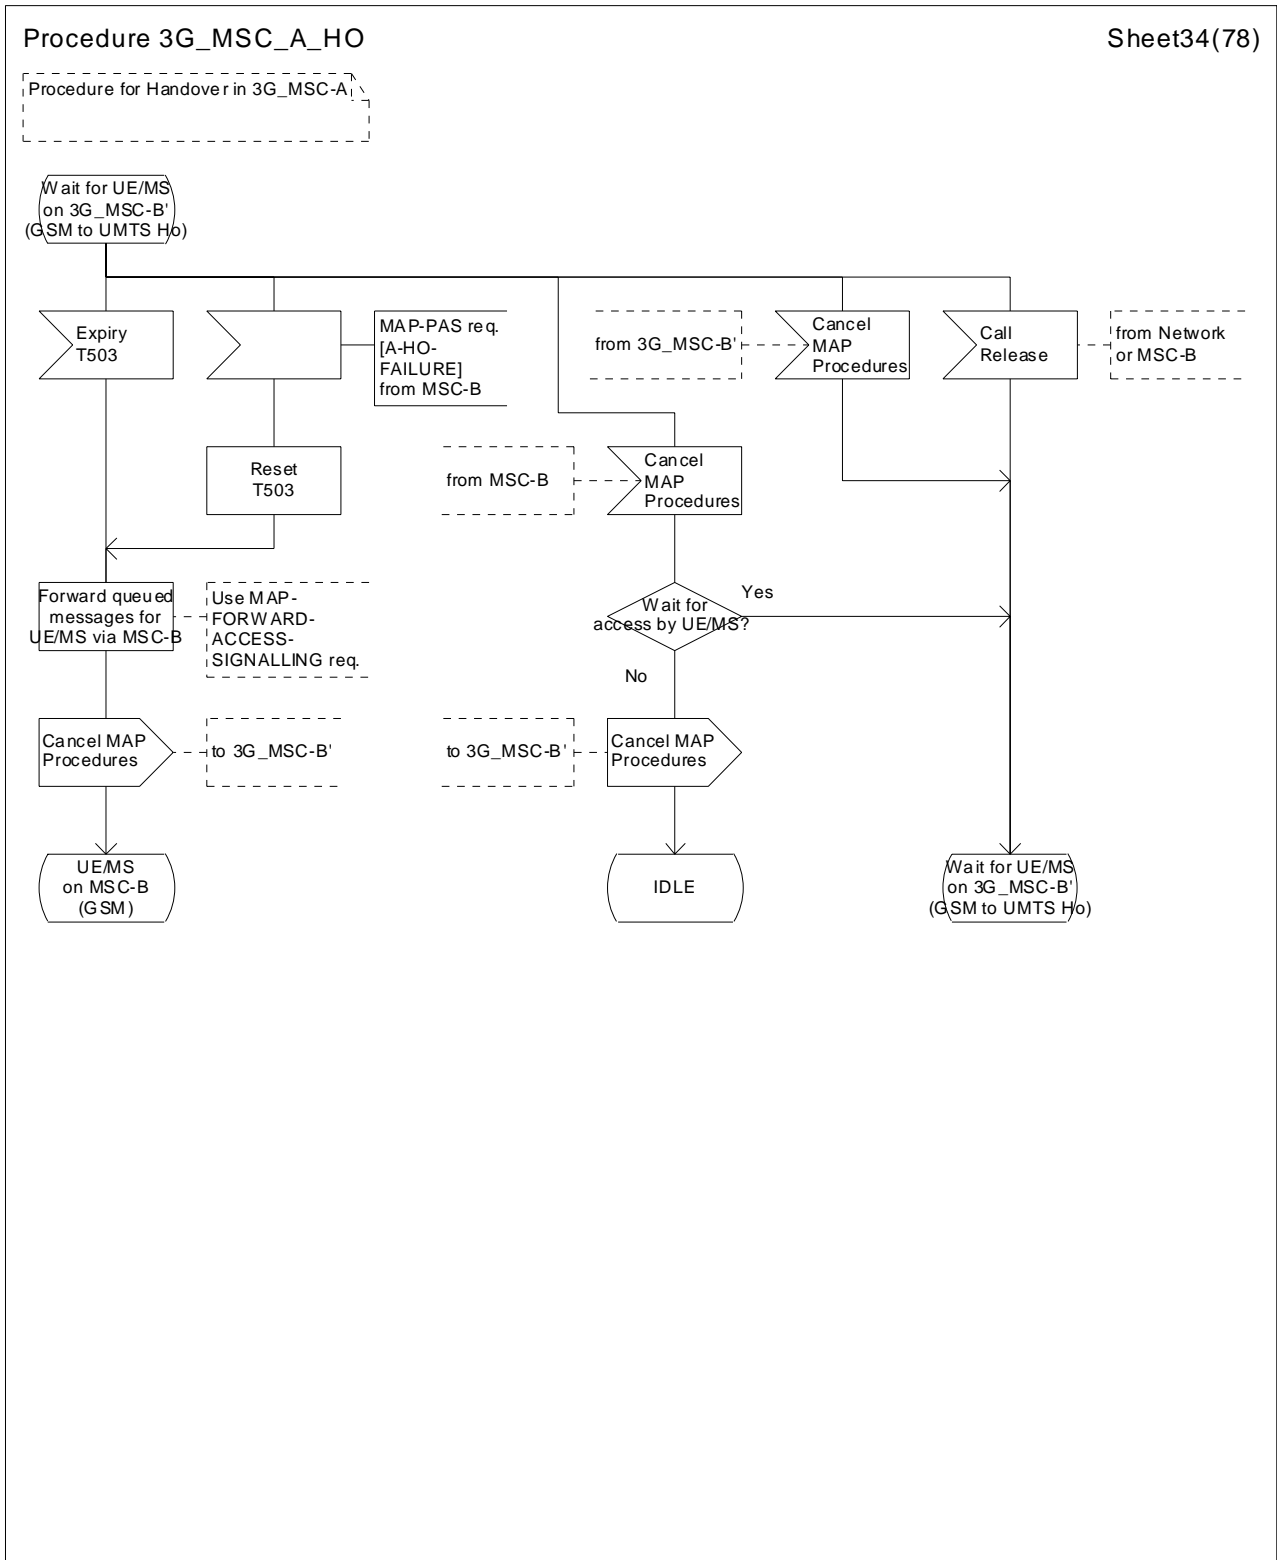 Procedure 3G_MSC_A_HO
Sheet34(78)
Procedure for Handover in 3G_MSC-A
Wait for UE/MS
on 3G_MSC-B'
(GSM to UMTS Ho)
Expiry
T503
MAP-PAS req.
[A-HO-
FAILURE]
from MSC-B
from 3G_MSC-B'
Cancel
MAP
Procedures
Call
Release
from Network
or MSC-B
Reset
T503
from MSC-B
Cancel
MAP
Procedures
Forward queued
messages for
UE/MS via MSC-B
Use MAP-
FORWARD-
ACCESS-
SIGNALLING req.
Wait for
access by UE/MS?
Yes
No
Cancel MAP
Procedures
to 3G_MSC-B'
to 3G_MSC-B'
Cancel MAP
Procedures
UE/MS
on MSC-B
(GSM)
IDLE
Wait for UE/MS
on 3G_MSC-B'
(GSM to UMTS Ho)